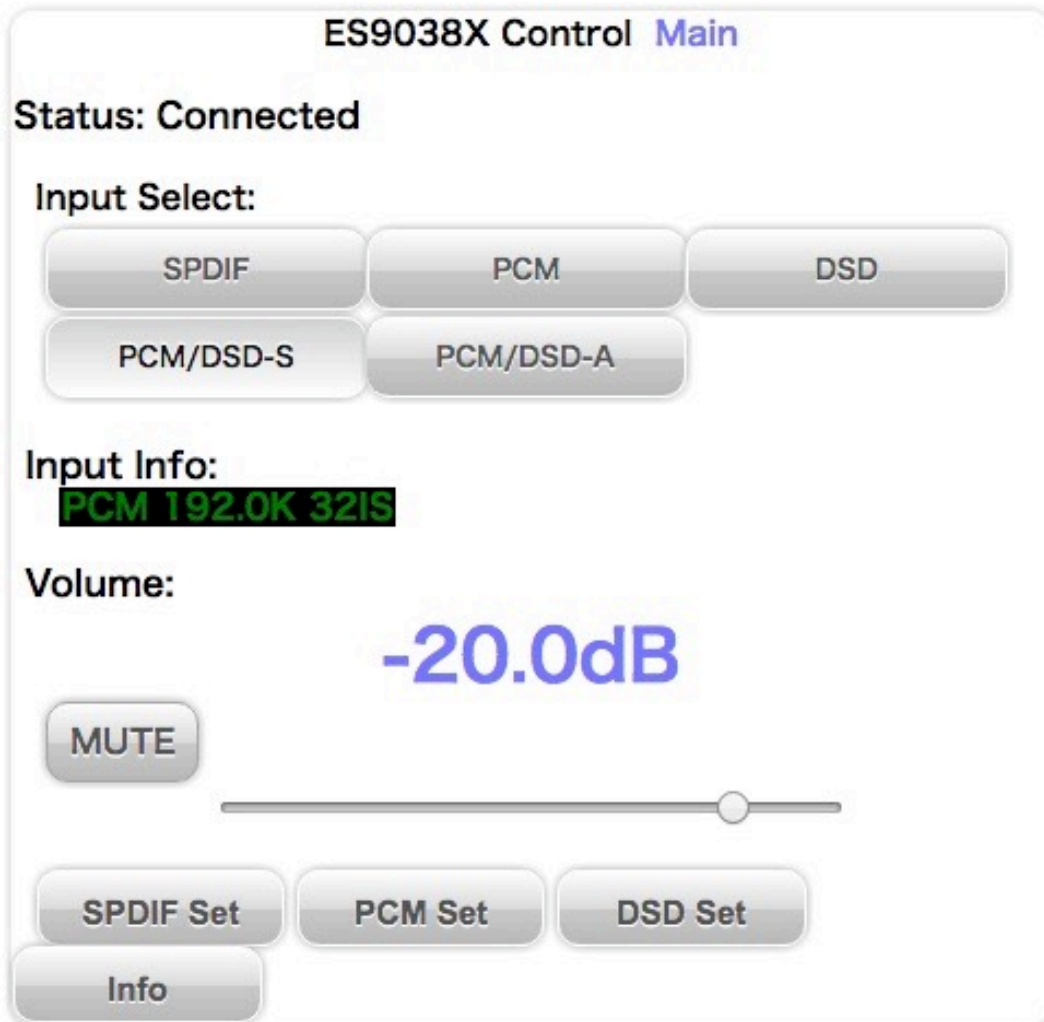 ES9038X Control Main
Status: Connected
Input Select:
SPDIF PCM DSD
PCM/DSD-S PCM/DSD-A
Input Info:
PCM 192.0K 32IS
Volume:
-20.0dB
MUTE
SPDIF Set PCM Set DSD Set
Info